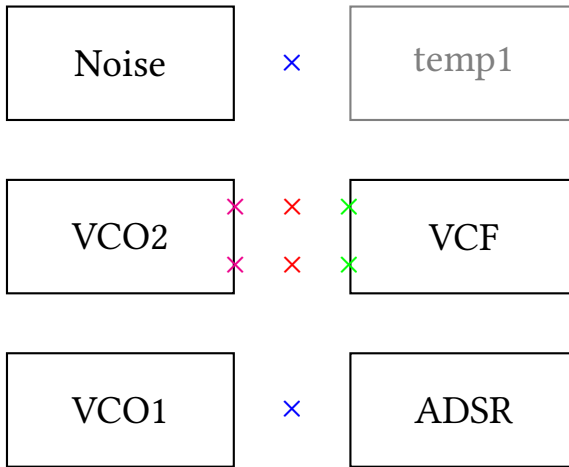 Noise
temp1
VCO2
VCF
VCO1
ADSR